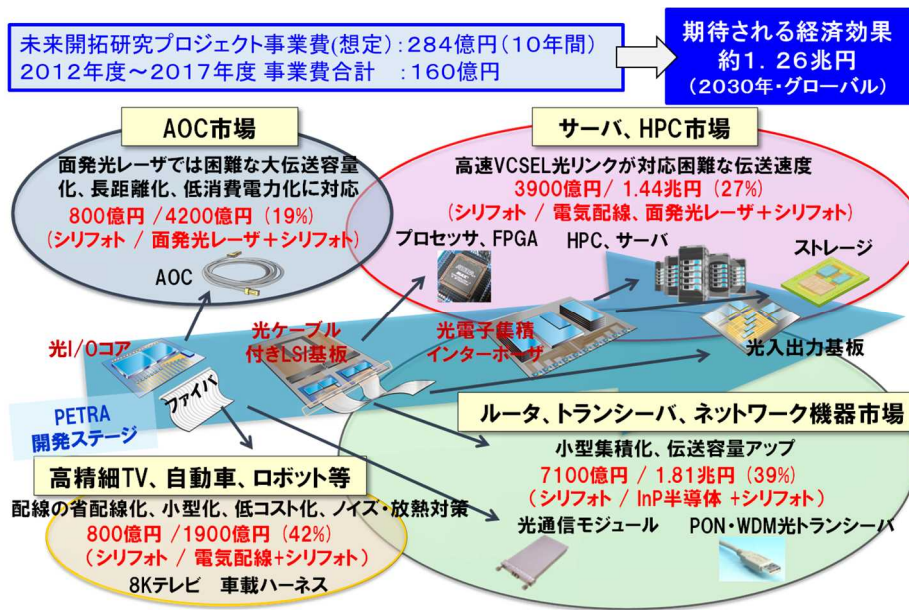 未来開拓研究プロジェクト事業費(想定):284億円(10年間)
2012年度～2017年度 事業費合計　:160億円
期待される経済効果
約1. 26兆円
(2030年・グローバル)
AOC市場
面発光レーザでは困難な大伝送容量
化、長距離化、低消費電力化に対応
800億円 /4200億円 (19%)
(シリフォト / 面発光レーザ＋シリフォト)
AOC
サーバ、HPC市場
高速VCSEL光リンクが対応困難な伝送速度
3900億円/ 1.44兆円 (27%)
(シリフォト / 電気配線、面発光レーザ＋シリフォト)
プロセッサ、FPGA
HPC、サーバ
ストレージ
光I/Oコア
光ケーブル
付きLSI基板
光電子集積
インターポーザ
光入出力基板
ファイバ
PETRA
開発ステージ
ルータ、トランシーバ、ネットワーク機器市場
小型集積化、伝送容量アップ
7100億円 / 1.81兆円 (39%)
(シリフォト / InP半導体 +シリフォト)
光通信モジュール
PON・WDM光トランシーバ
高精細TV、自動車、ロボット等
配線の省配線化、小型化、低コスト化、ノイズ・放熱対策
800億円 /1900億円 (42%)
(シリフォト / 電気配線+シリフォト)
8Kテレビ　車載ハーネス